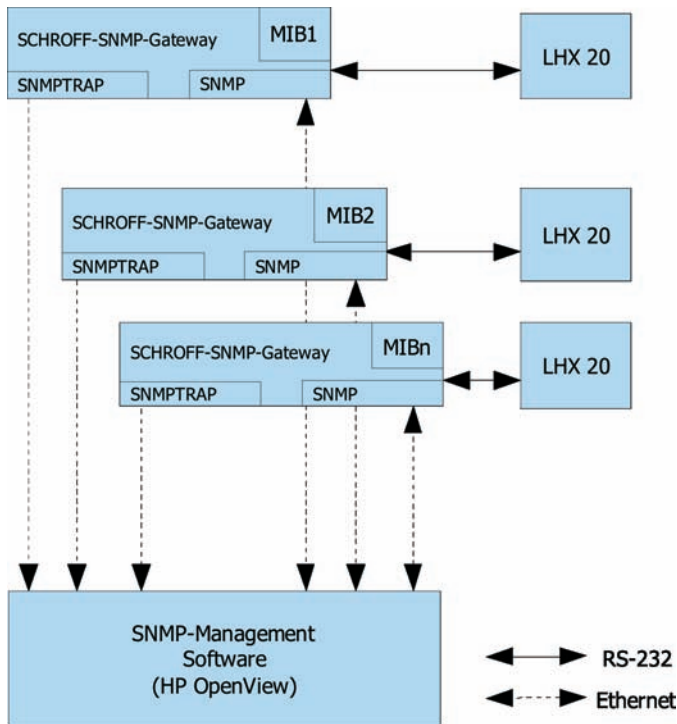 SCHROFF-SNMP-Gateway
MIB1
SNMPTRAP
SNMP
LHX 20
SCHROFF-SNMP-Gateway
MIB2
SNMPTRAP
SNMP
LHX 20
SCHROFF-SNMP-Gateway
MIBn
SNMPTRAP
SNMP
LHX 20
SNMP-Management
Software
(HP OpenView)
RS-232
Ethernet